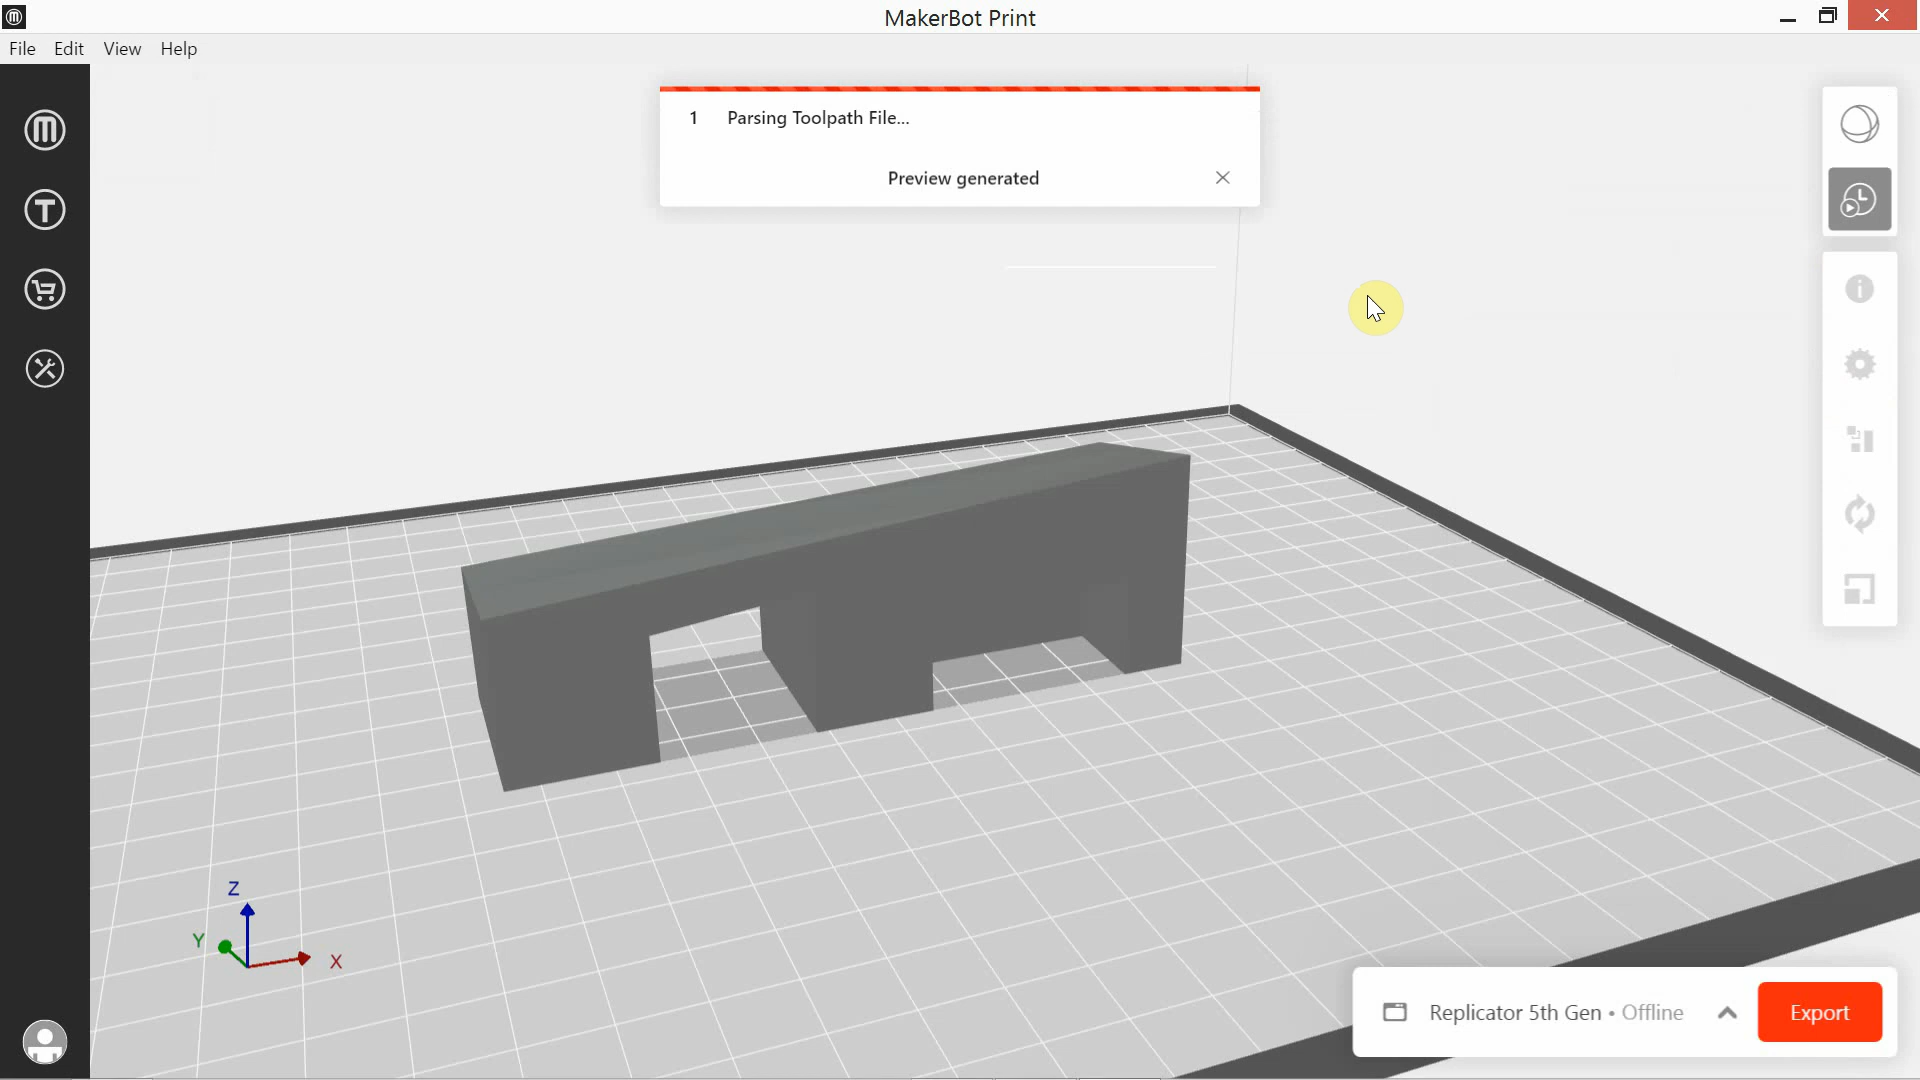 MakerBot Print
File Edit View Help
1 Parsing Toolpath File...
Preview generated
Z
Y
X
Replicator 5th Gen • Offline
Export